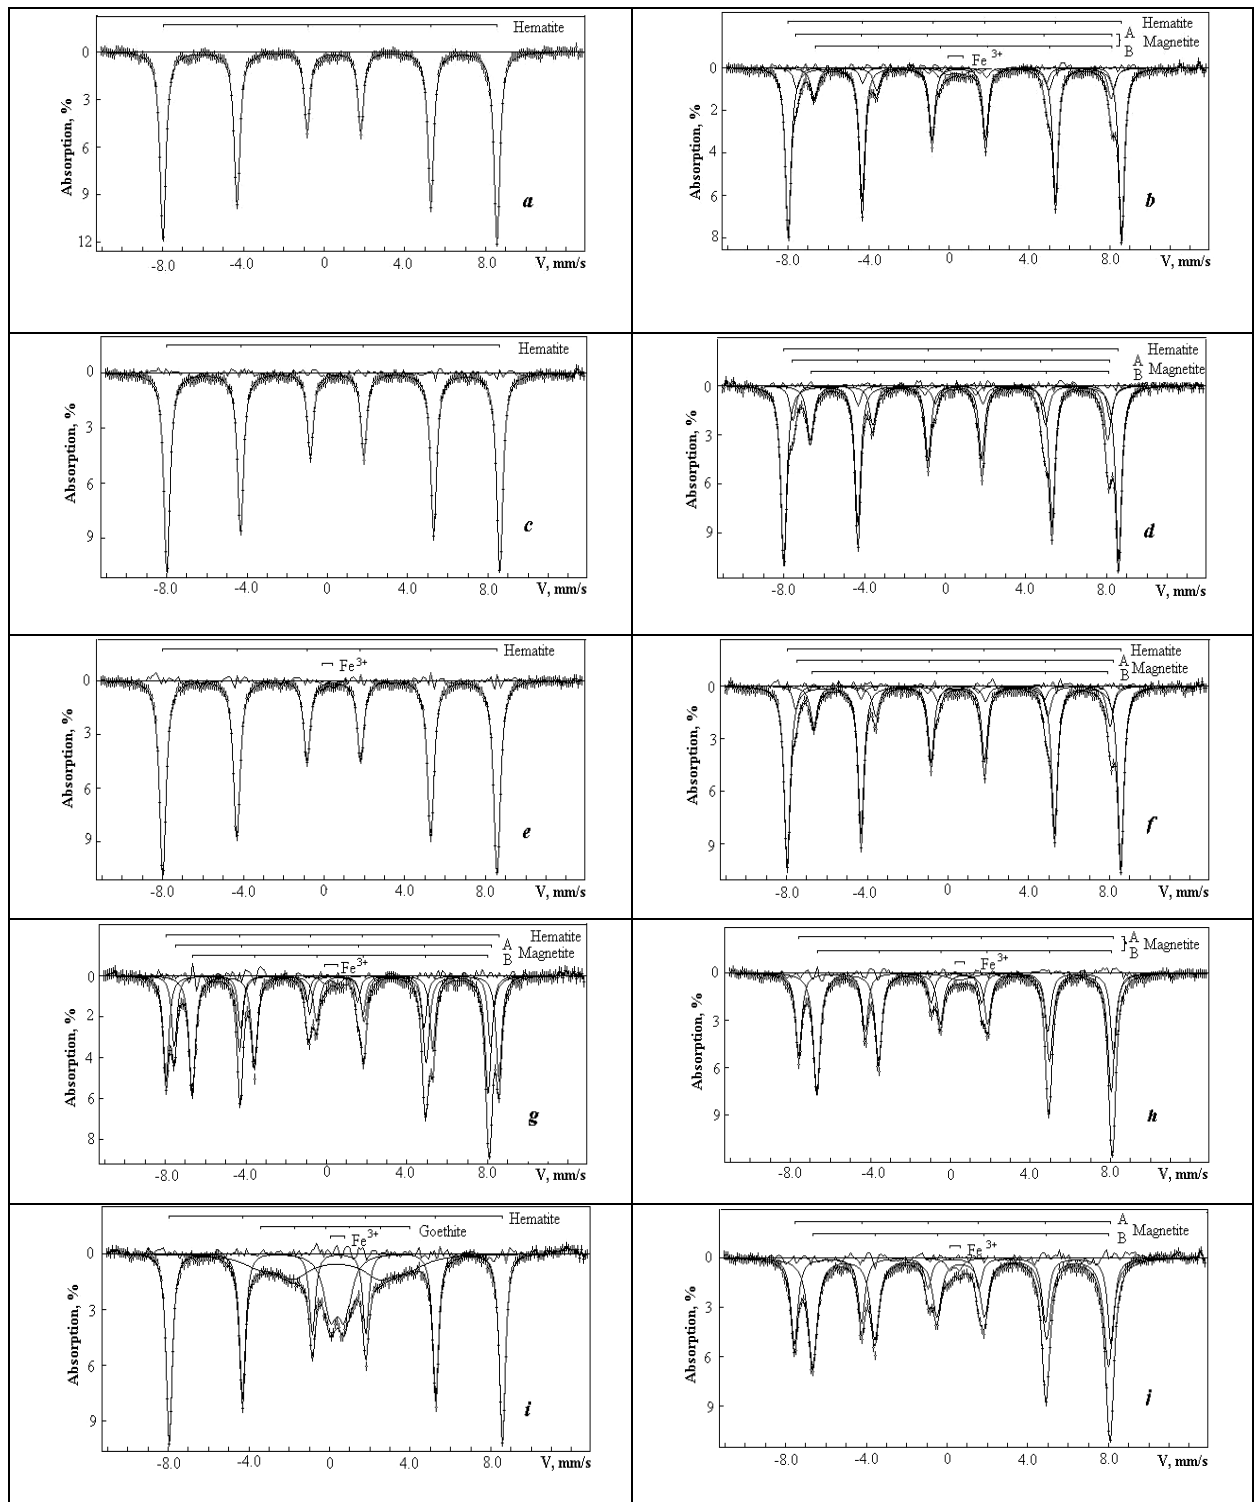 Hematite
0
3
6
9
12
Absorption, %
a
-8.0 -4.0 0 4.0 8.0 V, mm/s
Hematite
A
Magnetite
B
Fe 3+
0
2
4
6
8
Absorption, %
b
-8.0 -4.0 0 4.0 8.0 V, mm/s
Hematite
0
3
6
9
Absorption, %
c
-8.0 -4.0 0 4.0 8.0 V, mm/s
Hematite
A
B Magnetite
0
3
6
9
Absorption, %
d
-8.0 -4.0 0 4.0 8.0 V, mm/s
Hematite
Fe 3+
0
3
6
9
Absorption, %
e
-8.0 -4.0 0 4.0 8.0 V, mm/s
Hematite
A
B Magnetite
0
3
6
9
Absorption, %
f
-8.0 -4.0 0 4.0 8.0 V, mm/s
Hematite
A
B Magnetite
Fe3+
0
2
4
6
8
Absorption, %
g
-8.0 -4.0 0 4.0 8.0 V, mm/s
A
Magnetite
B
Fe 3+
0
3
6
9
Absorption, %
h
-8.0 -4.0 0 4.0 8.0 V, mm/s
Hematite
Goethite
Fe3+
0
3
6
9
Absorption, %
i
-8.0 -4.0 0 4.0 8.0 V, mm/s
A
Magnetite
B
Fe 3+
0
3
6
9
Absorption, %
j
-8.0 -4.0 0 4.0 8.0 V, mm/s